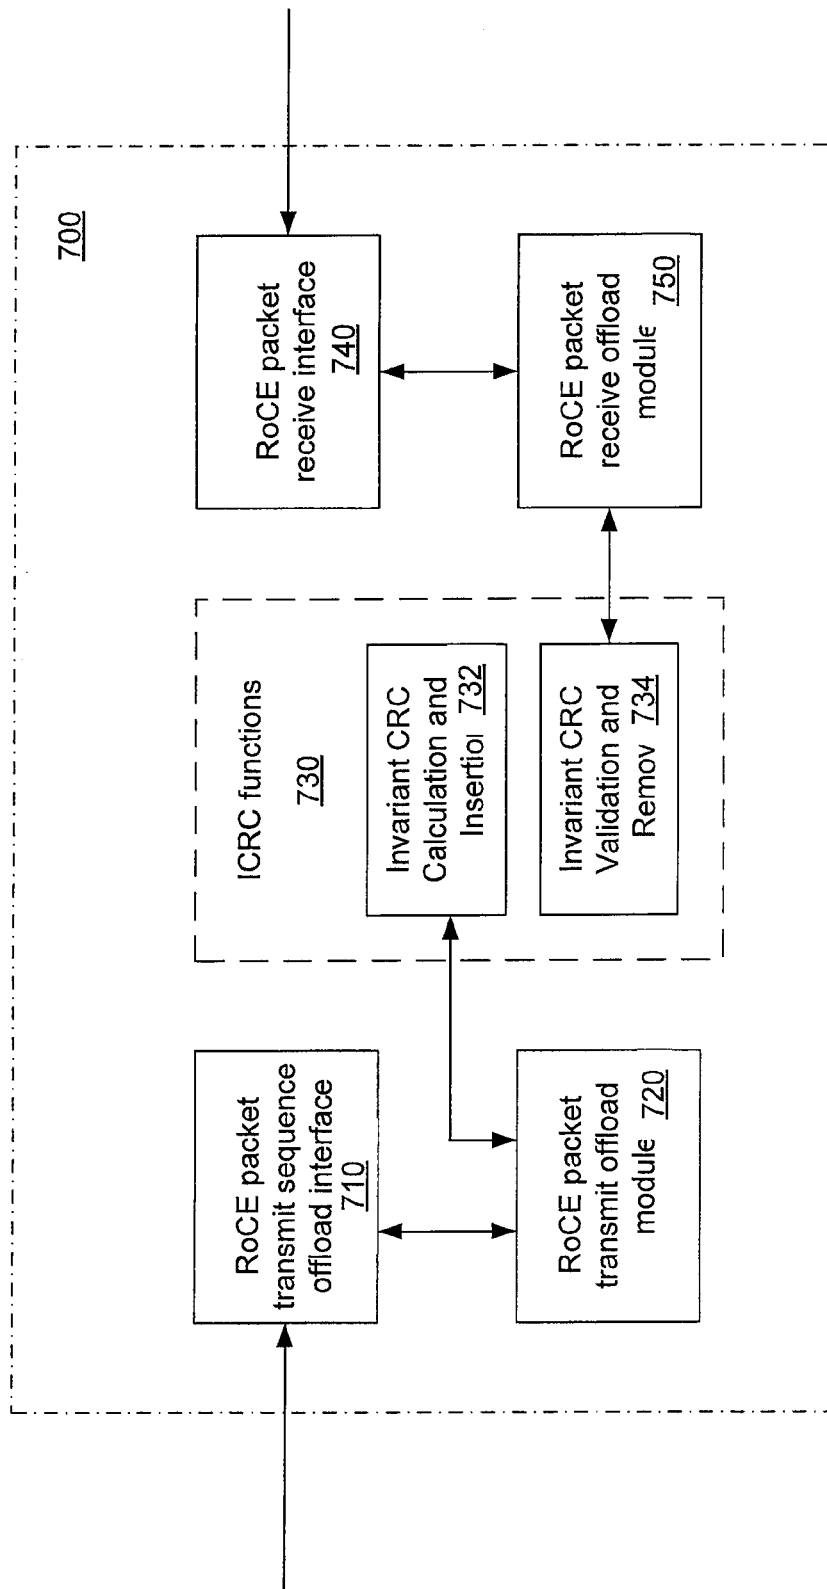 700
RoCE packet
transmit sequence
offload interface
710
RoCE packet
transmit offload
module 720
ICRC functions
730
Invariant CRC
Calculation and
Insertio 732
Invariant CRC
Validation and
Remov 734
RoCE packet
receive interface
740
RoCE packet
receive offload
module 750